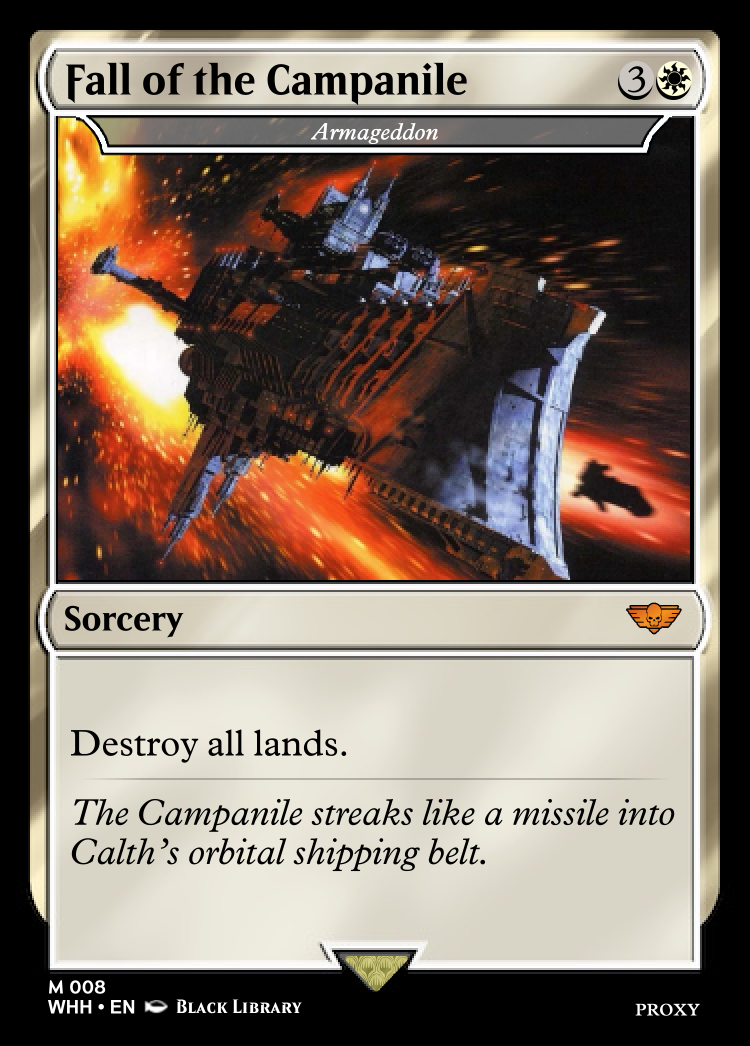 Fall of the Campanile 3
Armageddon
Sorcery
Destroy all lands.
The Campanile streaks like a missile into
Calth's orbital shipping belt.
M 008
WHH • EN BLACK LIBRARY
PROXY